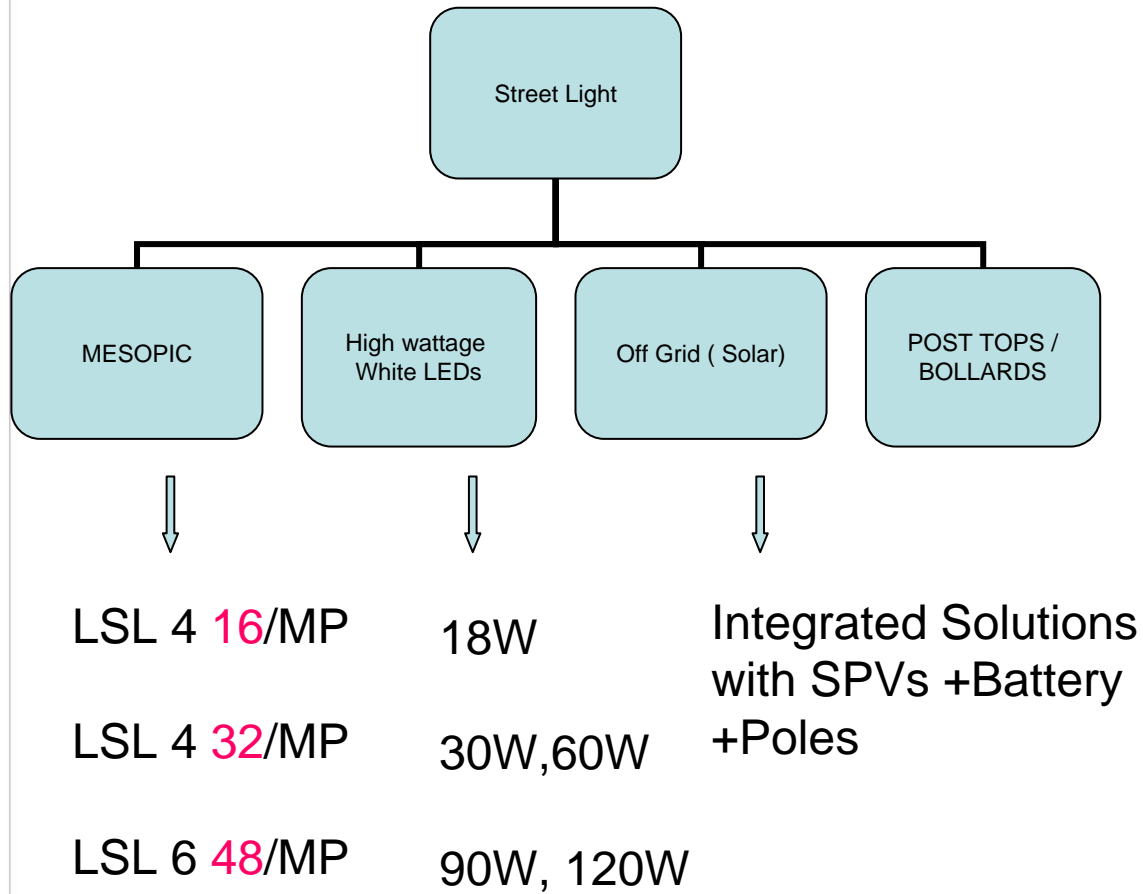 Street Light
MESOPIC
High wattage
White LEDs
Off Grid ( Solar)
POST TOPS /
BOLLARDS
LSL 4 16/MP
18W
Integrated Solutions
with SPVs +Battery
+Poles
LSL 4 32/MP
30W,60W
LSL 6 48/MP
90W, 120W